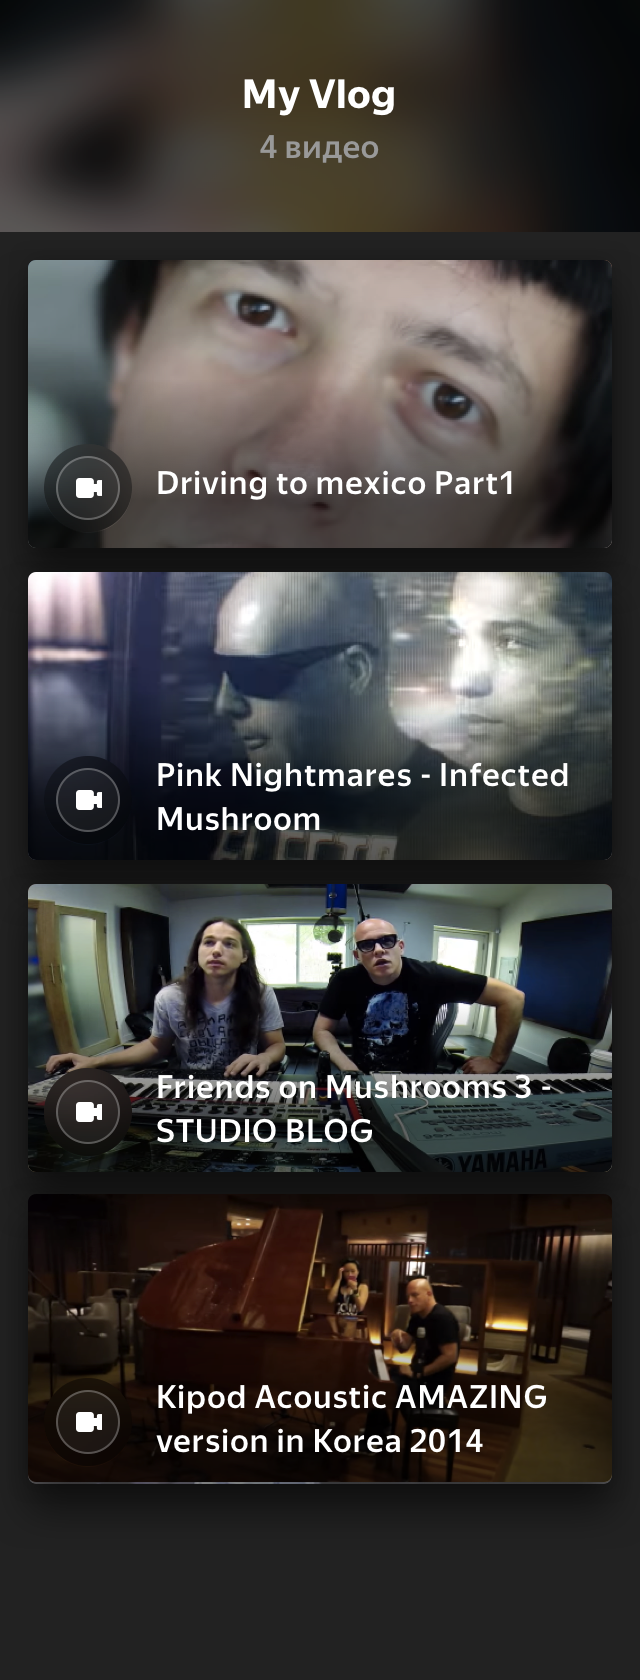 My Vlog
4 видео
Driving to mexico Part1
Pink Nightmares - Infected
Mushroom
Friends on Mushrooms 3 -
STUDIO BLOG
YAMAHA
Kipod Acoustic AMAZING
version in Korea 2014